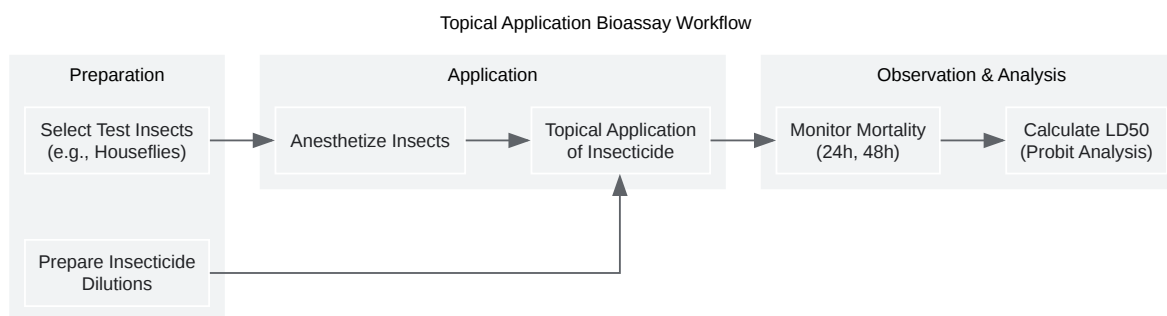 Topical Application Bioassay Workflow
Preparation
Select Test Insects
(e.g., Houseflies)
Prepare Insecticide
Dilutions
Application
Anesthetize Insects
Topical Application
of Insecticide
Observation & Analysis
Monitor Mortality
(24h, 48h)
Calculate LD50
(Probit Analysis)